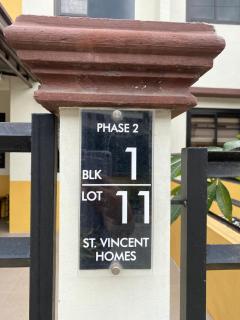 PHASE 2
BLK 1
LOT 11
ST. VINCENT
HOMES